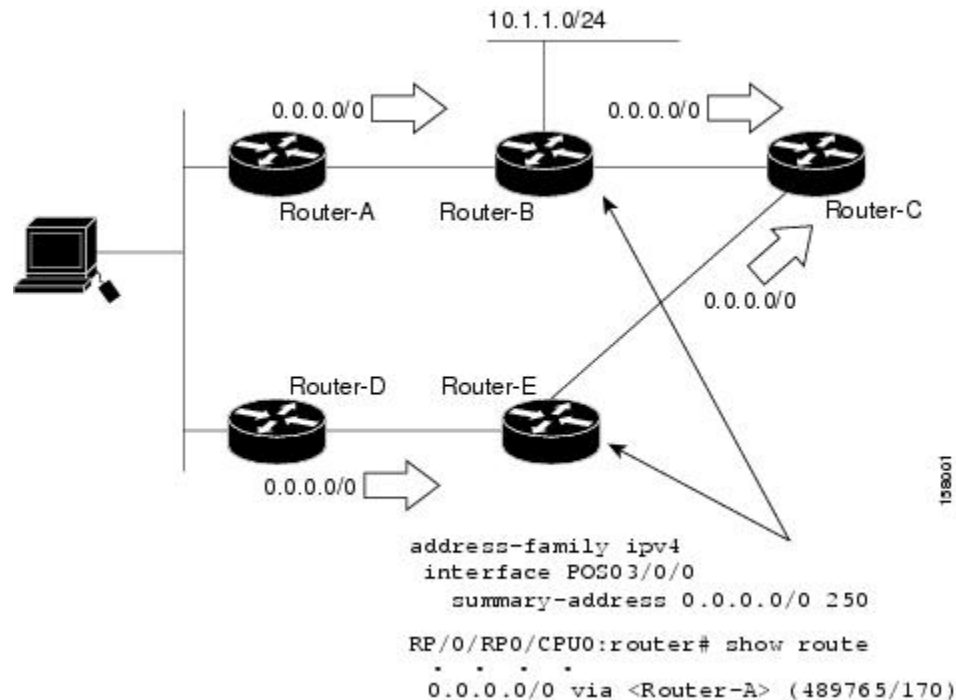 10.1.1.0/24
0.0.0.0/0
0.0.0.0/0
Router-A
Router-B
Router-C
0.0.0.0/0
Router-D
Router-E
0.0.0.0/0
158001
address-family ipv4
interface POS03/0/0
summary-address 0.0.0.0/0 250
RP/0/RP0/CPU0:router# show route
. . . .
0.0.0.0/0 via <Router-A> (489765/170)